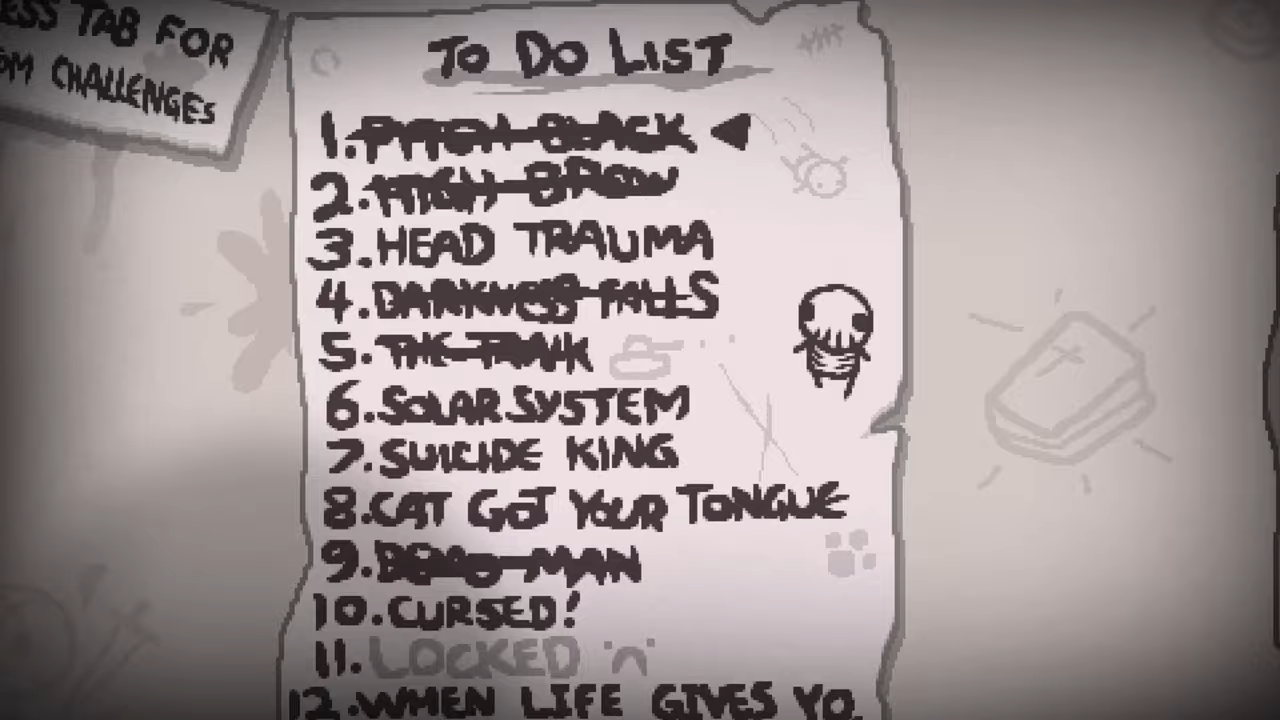 ESS TAB FOR
OM CHALLENGES
TO DO LIST
1. PITCH BLACK
2. HIGH BROW
3. HEAD TRAUMA
4. DARKNESS FALLS
5. THE TANK
6. SOLAR SYSTEM
7. SUICIDE KING
8. CAT GOT YOUR TONGUE
9. DEAD MAN
10. CURSED!
11. LOCKED
12. WHEN LIFE GIVES YO